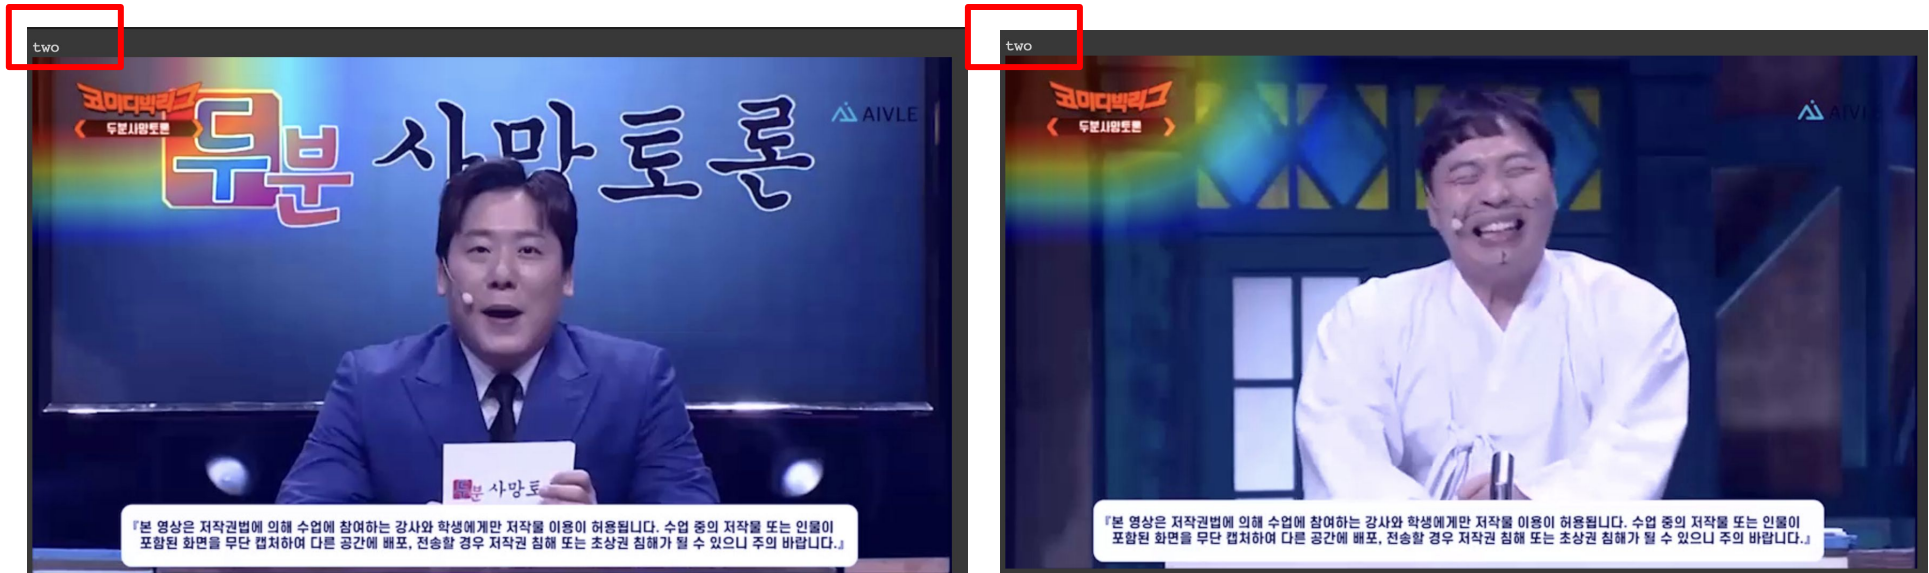 two
코미디빅리그
두분사망토론
두분 사망토론
AIVLE
두분 사망토
『본 영상은 저작권법에 의해 수업에 참여하는 강사와 학생에게만 저작물 이용이 허용됩니다. 수업 중의 저작물 또는 인물이
포함된 화면을 무단 캡처하여 다른 공간에 배포, 전송할 경우 저작권 침해 또는 초상권 침해가 될 수 있으니 주의 바랍니다.』
two
코미디빅리그
두분사망토론
AIVLE
『본 영상은 저작권법에 의해 수업에 참여하는 강사와 학생에게만 저작물 이용이 허용됩니다. 수업 중의 저작물 또는 인물이
포함된 화면을 무단 캡처하여 다른 공간에 배포, 전송할 경우 저작권 침해 또는 초상권 침해가 될 수 있으니 주의 바랍니다.』